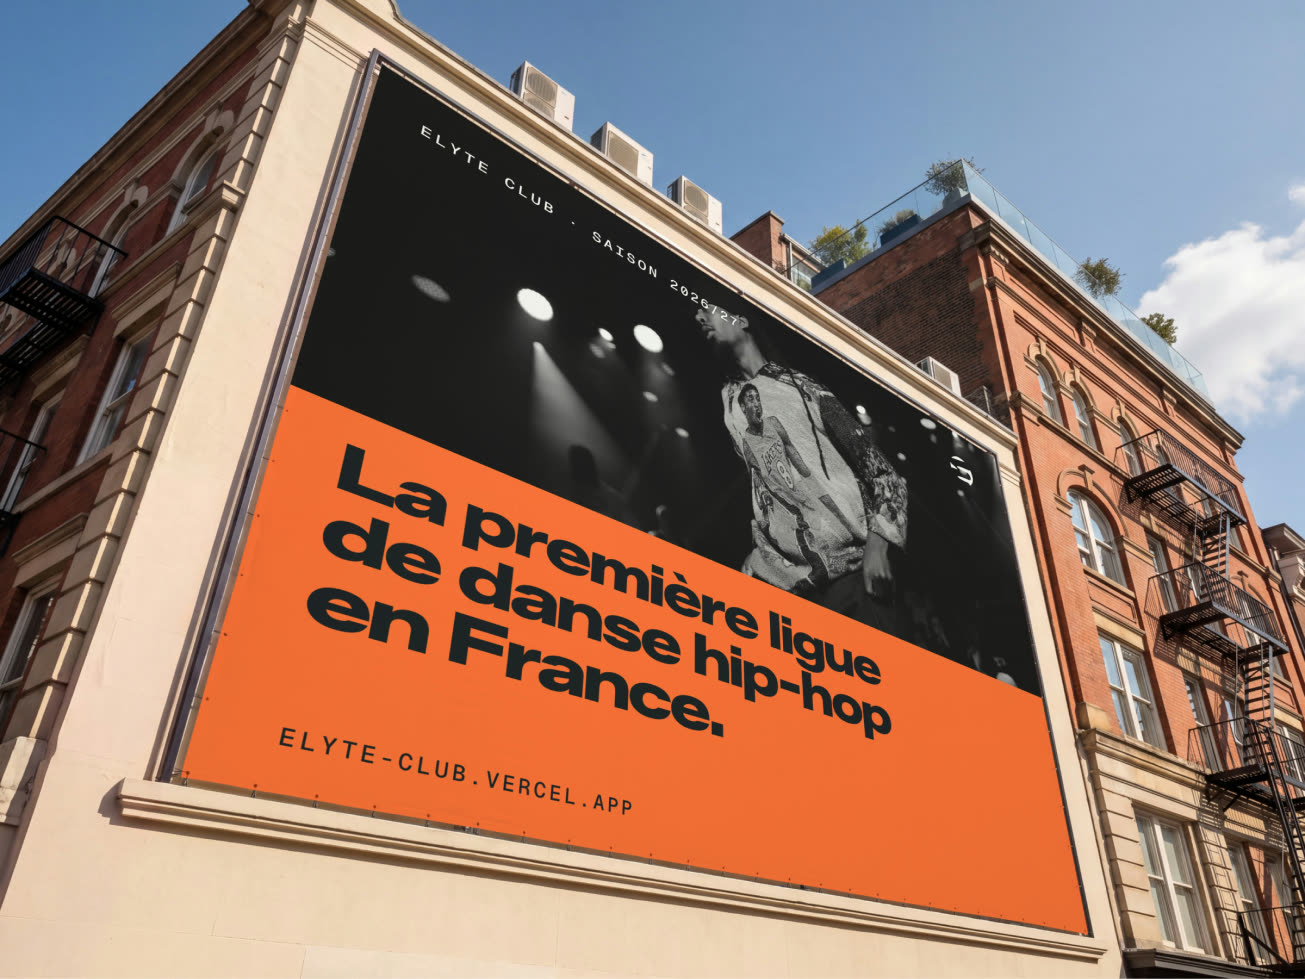 ELYTE CLUB · SAISON 2026/27
La première ligue
de danse hip-hop
en France.
ELYTE-CLUB.VERCEL.APP